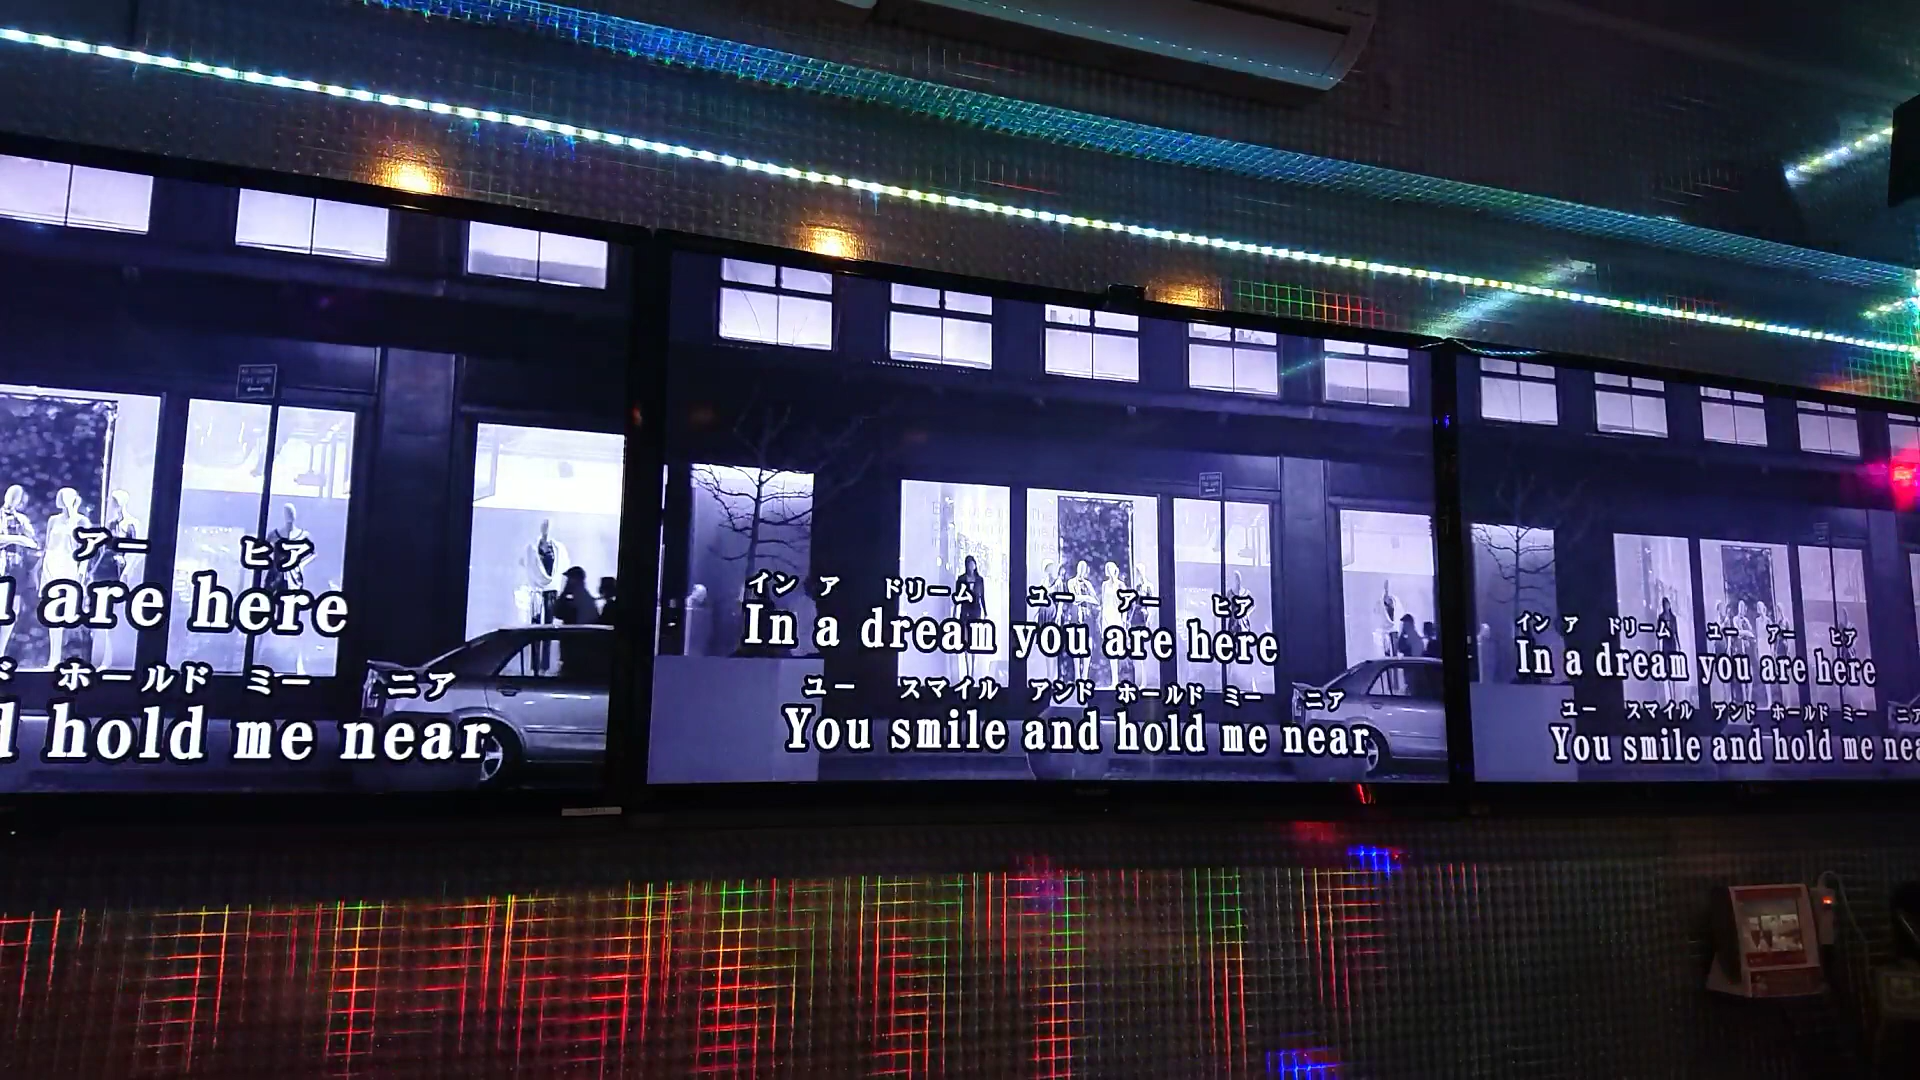 アー ヒア
are here
ホールド ミー ニア
hold me near
イン ア ドリーム ユー アー ヒア
In a dream you are here
ユー スマイル アンド ホールド ミー ニア
You smile and hold me near
イン ア ドリーム ユー アー ヒア
In a dream you are here
ユー スマイル アンド ホールド ミー
You smile and hold me